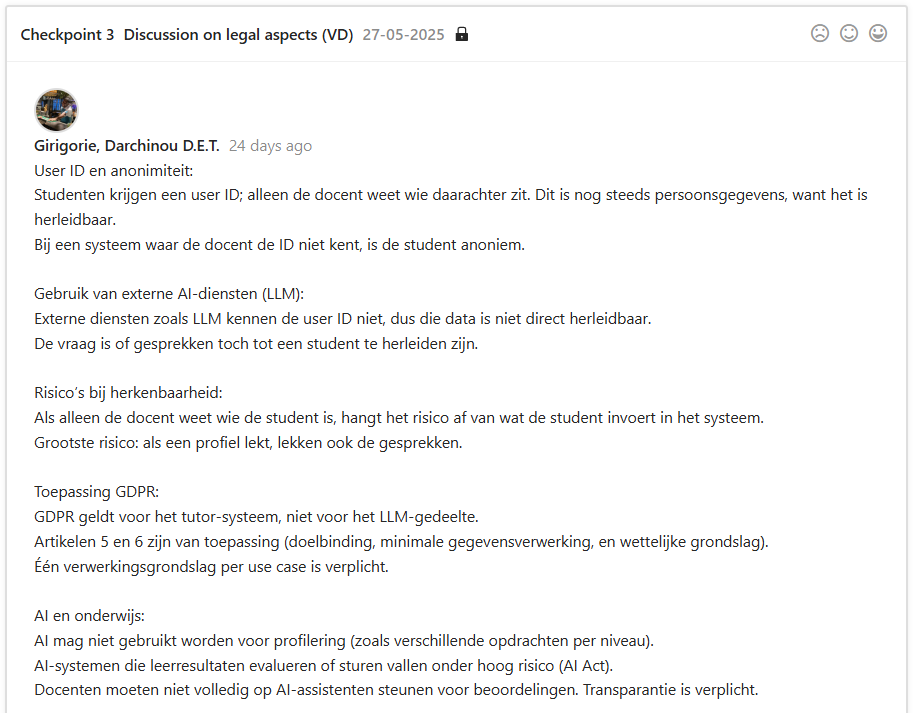 Checkpoint 3 Discussion on legal aspects (VD) 27-05-2025
Girigorie, Darchinou D.E.T. 24 days ago
User ID en anonimiteit:
Studenten krijgen een user ID; alleen de docent weet wie daarachter zit. Dit is nog steeds persoonsgegevens, want het is
herleidbaar.
Bij een systeem waar de docent de ID niet kent, is de student anoniem.
Gebruik van externe AI-diensten (LLM):
Externe diensten zoals LLM kennen de user ID niet, dus die data is niet direct herleidbaar.
De vraag is of gesprekken toch tot een student te herleiden zijn.
Risico's bij herkenbaarheid:
Als alleen de docent weet wie de student is, hangt het risico af van wat de student invoert in het systeem.
Grootste risico: als een profiel lekt, lekken ook de gesprekken.
Toepassing GDPR:
GDPR geldt voor het tutor-systeem, niet voor het LLM-gedeelte.
Artikelen 5 en 6 zijn van toepassing (doelbinding, minimale gegevensverwerking, en wettelijke grondslag).
Één verwerkingsgrondslag per use case is verplicht.
AI en onderwijs:
AI mag niet gebruikt worden voor profilering (zoals verschillende opdrachten per niveau).
AI-systemen die leerresultaten evalueren of sturen vallen onder hoog risico (AI Act).
Docenten moeten niet volledig op AI-assistenten steunen voor beoordelingen. Transparantie is verplicht.